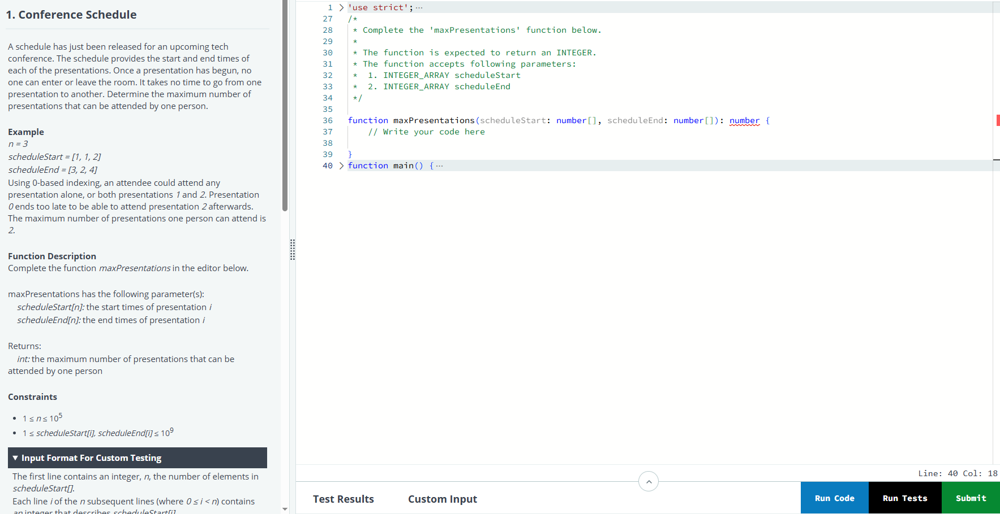 1. Conference Schedule
A schedule has just been released for an upcoming tech
conference. The schedule provides the start and end times of
each of the presentations. Once a presentation has begun, no
one can enter or leave the room. It takes no time to go from one
presentation to another. Determine the maximum number of
presentations that can be attended by one person.
Example
n = 3
scheduleStart = [1, 1, 2]
scheduleEnd = [3, 2, 4]
Using 0-based indexing, an attendee could attend any
presentation alone, or both presentations 1 and 2. Presentation
0 ends too late to be able to attend presentation 2 afterwards.
The maximum number of presentations one person can attend is
2.
Function Description
Complete the function maxPresentations in the editor below.
maxPresentations has the following parameter(s):
scheduleStart[n]: the start times of presentation i
scheduleEnd[n]: the end times of presentation i
Returns:
int: the maximum number of presentations that can be
attended by one person
Constraints
• 1 ≤ n ≤ 10^5
• 1 ≤ scheduleStart[i], scheduleEnd[i] ≤ 10^9
▼ Input Format For Custom Testing
The first line contains an integer, n, the number of elements in
scheduleStart[].
Each line i of the n subsequent lines (where 0 ≤ i < n) contains
an integer that describes scheduleStart[i].
1 > 'use strict'; ···
27 /*
28 * Complete the 'maxPresentations' function below.
29 *
30 * The function is expected to return an INTEGER.
31 * The function accepts following parameters:
32 * 1. INTEGER_ARRAY scheduleStart
33 * 2. INTEGER_ARRAY scheduleEnd
34 */
35
36 function maxPresentations(scheduleStart: number[], scheduleEnd: number[]): number {
37 // Write your code here
38
39 }
40 > function main() { ···
Line: 40 Col: 18
Test Results Custom Input Run Code Run Tests Submit